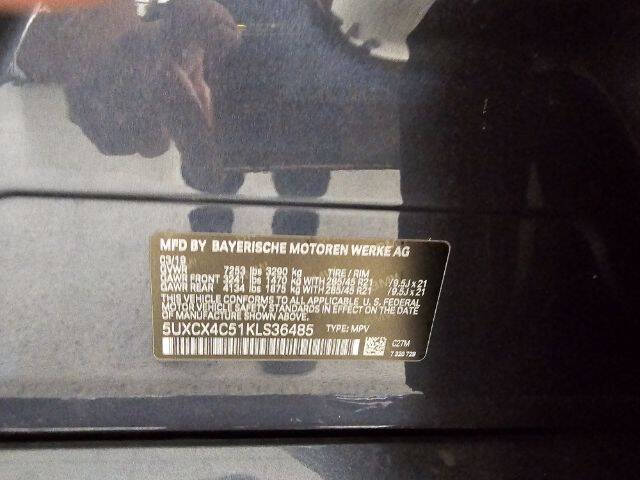 MFD BY BAYERISCHE MOTOREN WERKE AG
03/19
GVWR 7253 lbs 3290 kg TIRE / RIM
GAWR FRONT 3241 lbs 1470 kg WITH 285/45 R21 / 9.5J x 21
GAWR REAR 4134 lbs 1875 kg WITH 285/45 R21 / 9.5J x 21
THIS VEHICLE CONFORMS TO ALL APPLICABLE U.S. FEDERAL
MOTOR VEHICLE SAFETY STANDARDS IN EFFECT ON THE DATE
OF MANUFACTURE SHOWN ABOVE.
5UXCX4C51KLS36485 TYPE: MPV
C27M